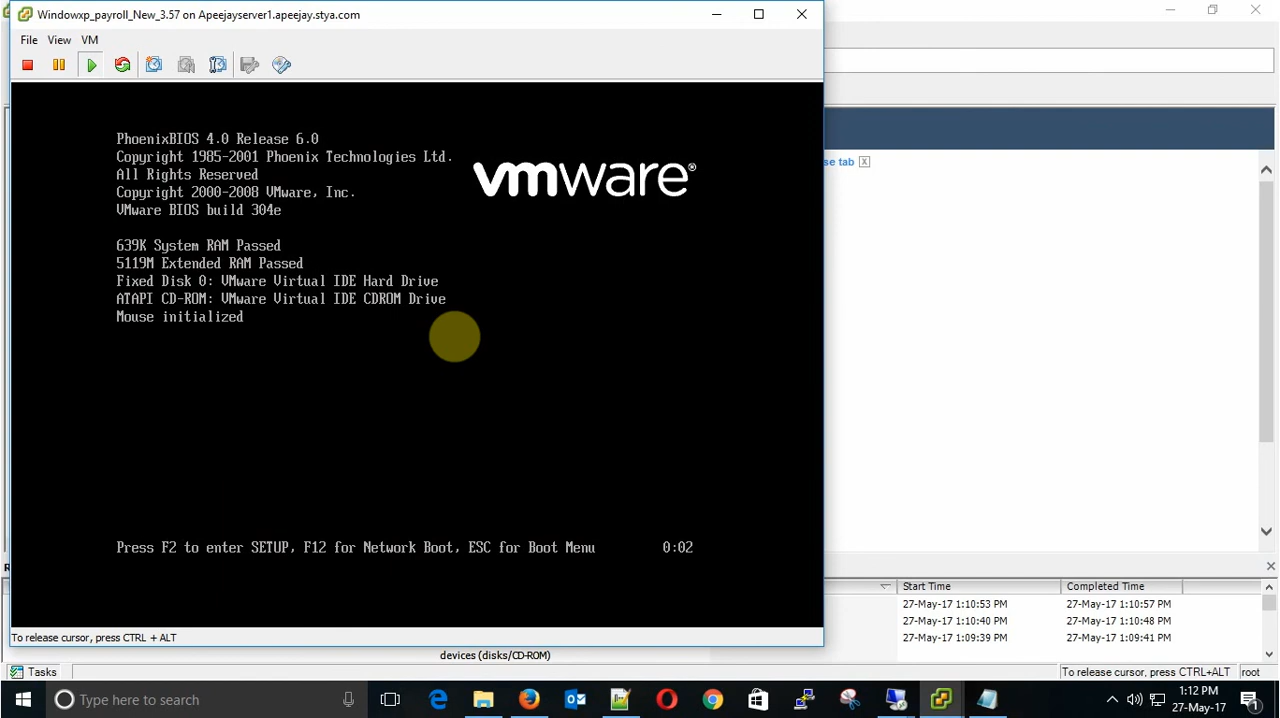 Windowxp_payroll_New_3.57 on Apeejayserver1.apeejay.stya.com
File View VM
PhoenixBIOS 4.0 Release 6.0
Copyright 1985-2001 Phoenix Technologies Ltd.
All Rights Reserved
Copyright 2000-2008 VMware, Inc.
VMware BIOS build 304e
vmware®
se tab
639K System RAM Passed
5119M Extended RAM Passed
Fixed Disk 0: VMware Virtual IDE Hard Drive
ATAPI CD-ROM: VMware Virtual IDE CDROM Drive
Mouse initialized
Press F2 to enter SETUP, F12 for Network Boot, ESC for Boot Menu 0:02
To release cursor, press CTRL + ALT
Start Time Completed Time
27-May-17 1:10:53 PM 27-May-17 1:10:57 PM
27-May-17 1:10:40 PM 27-May-17 1:10:48 PM
27-May-17 1:09:39 PM 27-May-17 1:09:41 PM
devices (disks/CD-ROM)
Tasks
To release cursor, press CTRL+ALT root
Type here to search
1:12 PM
27-May-17
1